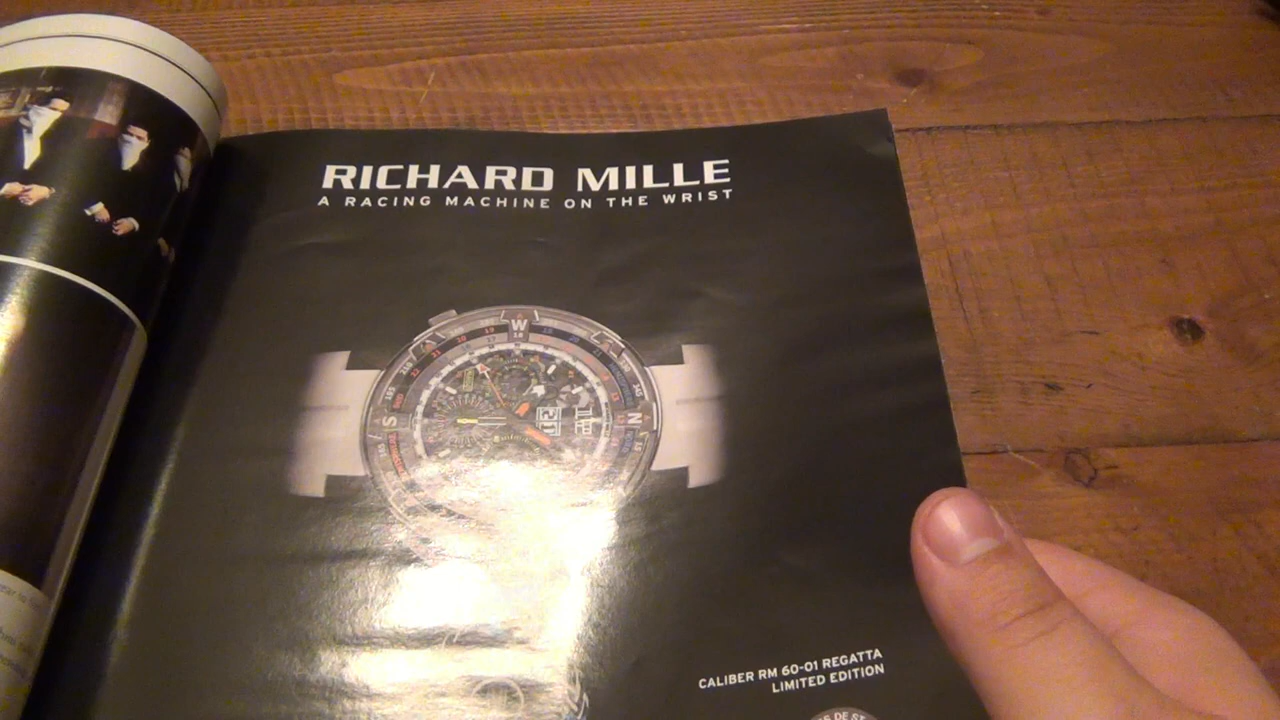 RICHARD MILLE
A RACING MACHINE ON THE WRIST
W
S
N
CALIBER RM 60-01 REGATTA
LIMITED EDITION